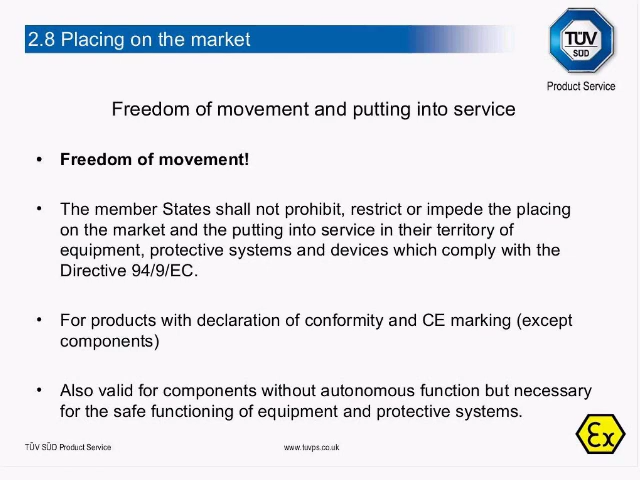 2.8 Placing on the market
TÜV
SÜD
Product Service
Freedom of movement and putting into service
• Freedom of movement!
• The member States shall not prohibit, restrict or impede the placing
on the market and the putting into service in their territory of
equipment, protective systems and devices which comply with the
Directive 94/9/EC.
• For products with declaration of conformity and CE marking (except
components)
• Also valid for components without autonomous function but necessary
for the safe functioning of equipment and protective systems.
Ex
TÜV SÜD Product Service
www.tuvps.co.uk